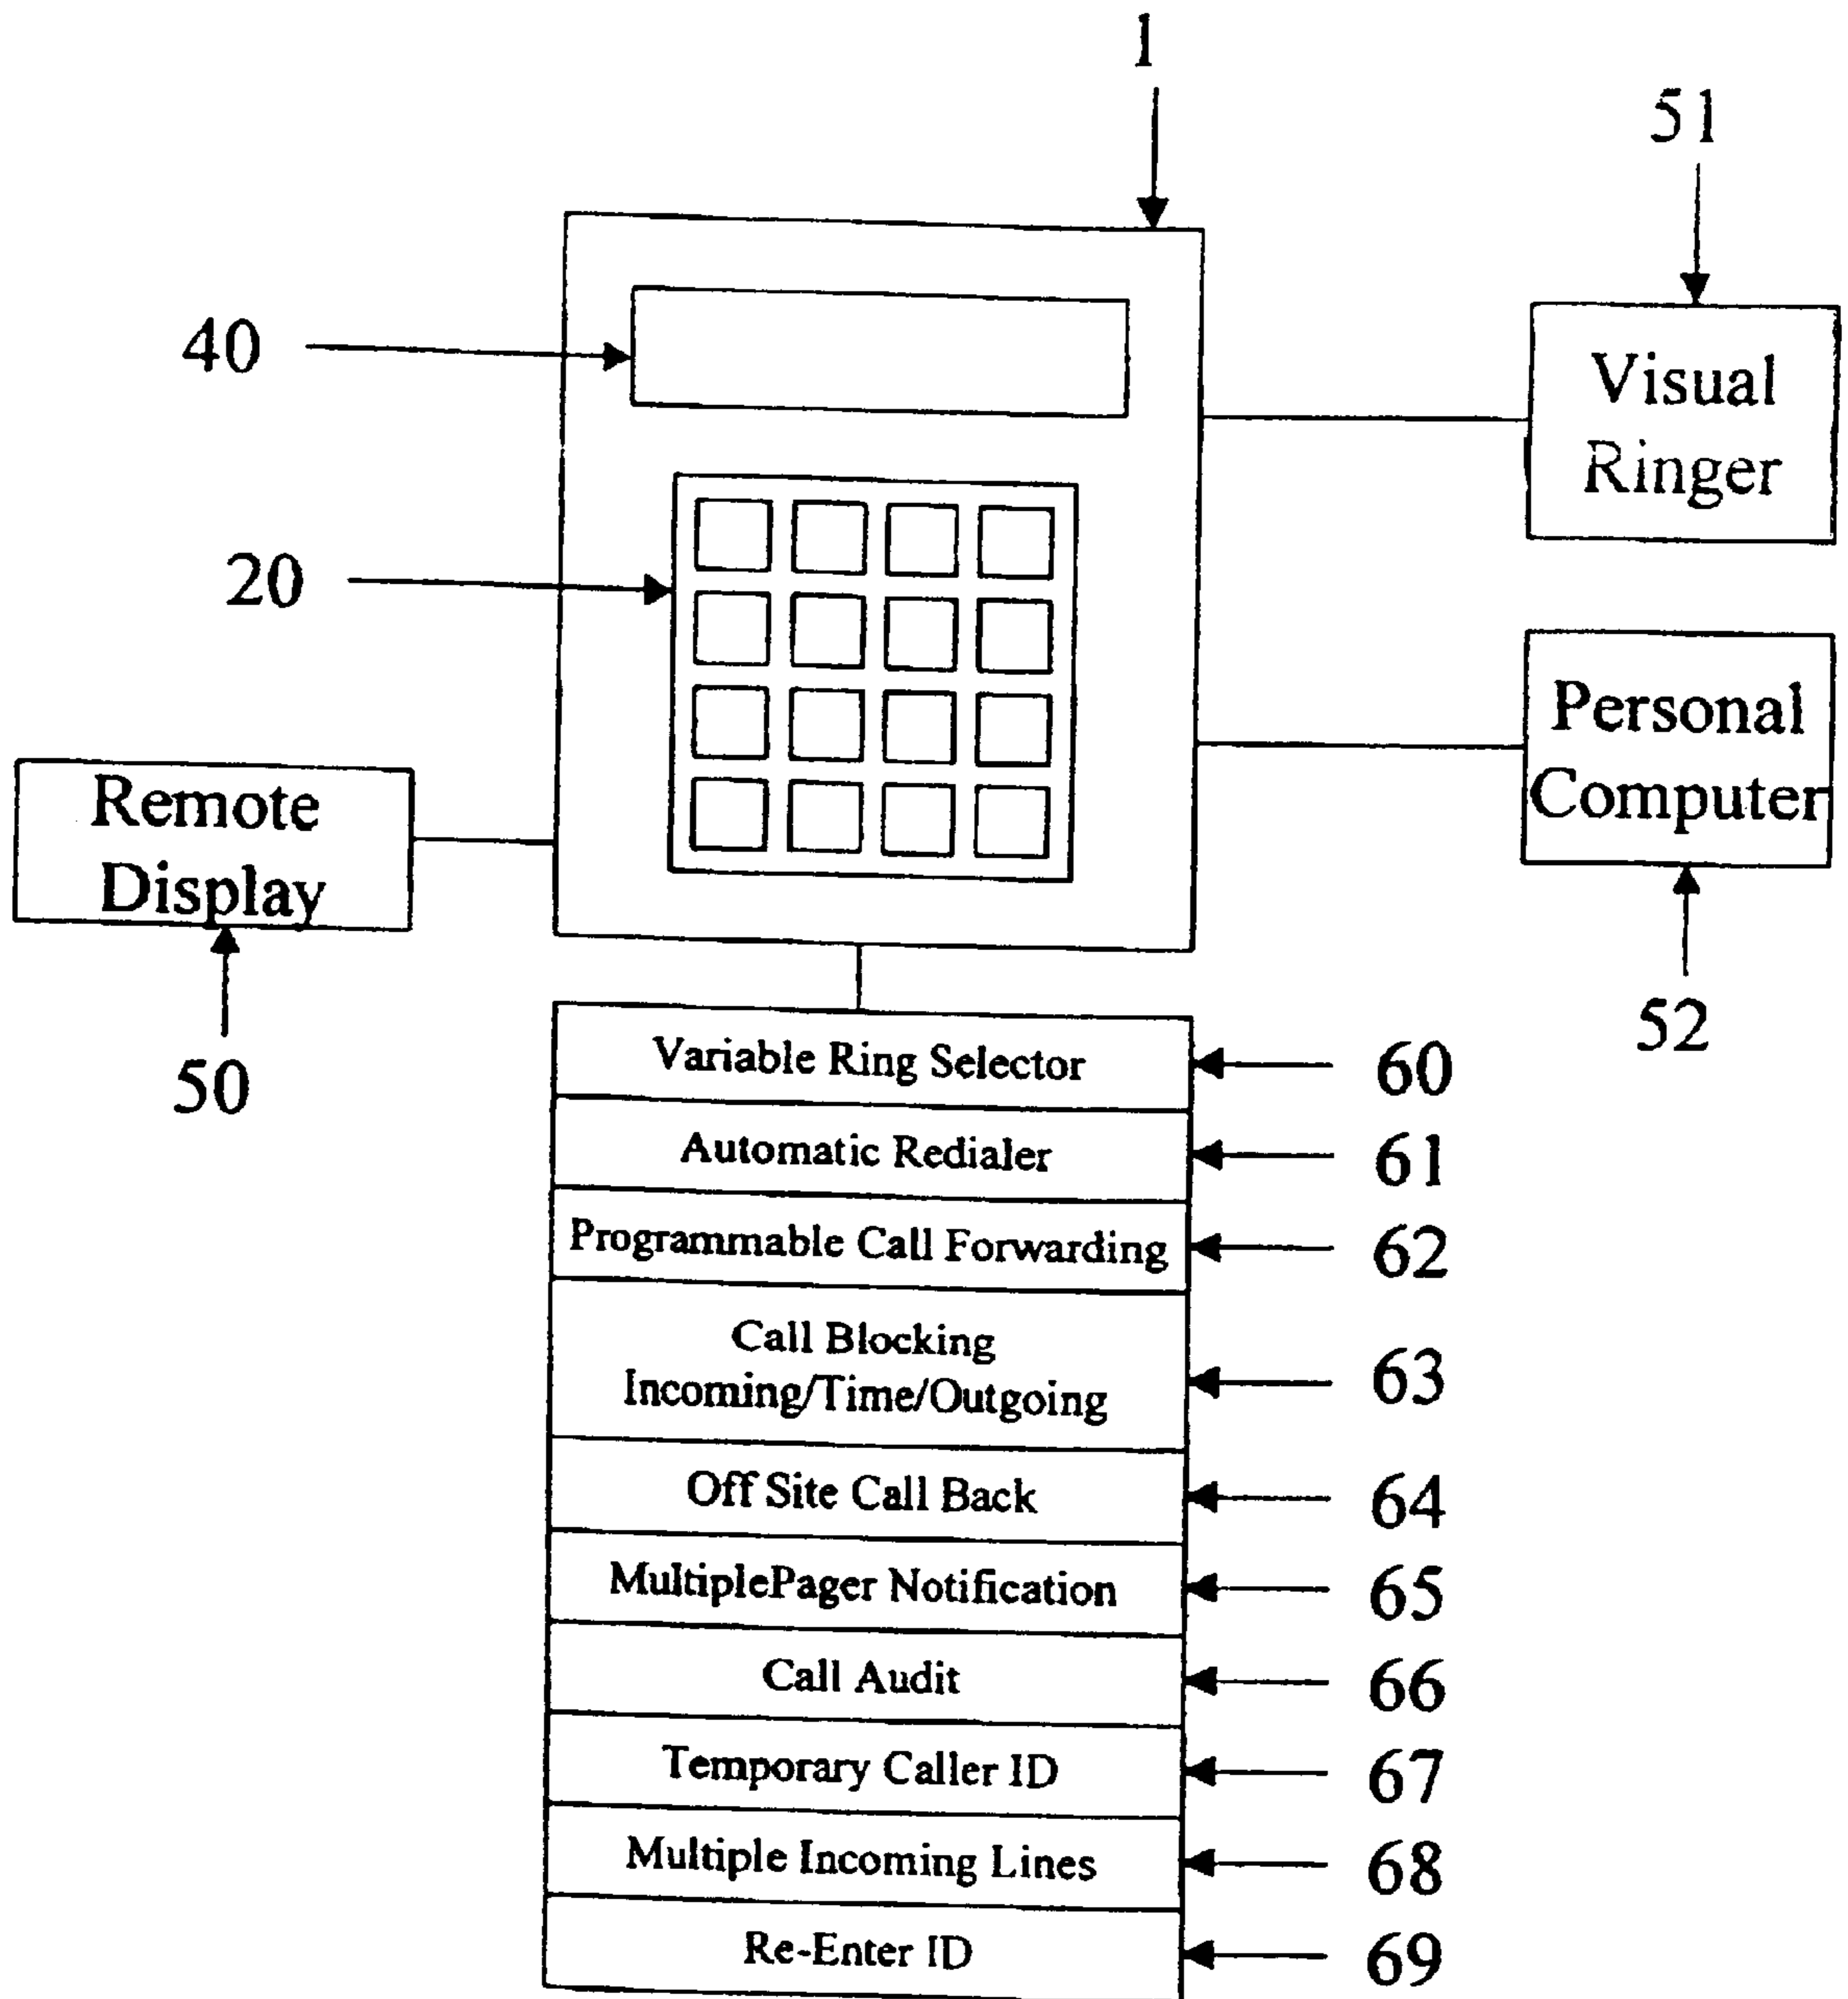 1
51
40
Visual
Ringer
20
Personal
Computer
Remote
Display
52
50
Variable Ring Selector
60
Automatic Redialer
61
Programmable Call Forwarding
62
Call Blocking
Incoming/Time/Outgoing
63
Off Site Call Back
64
MultiplePager Notification
65
Call Audit
66
Temporary Caller ID
67
Multiple Incoming Lines
68
Re-Enter ID
69